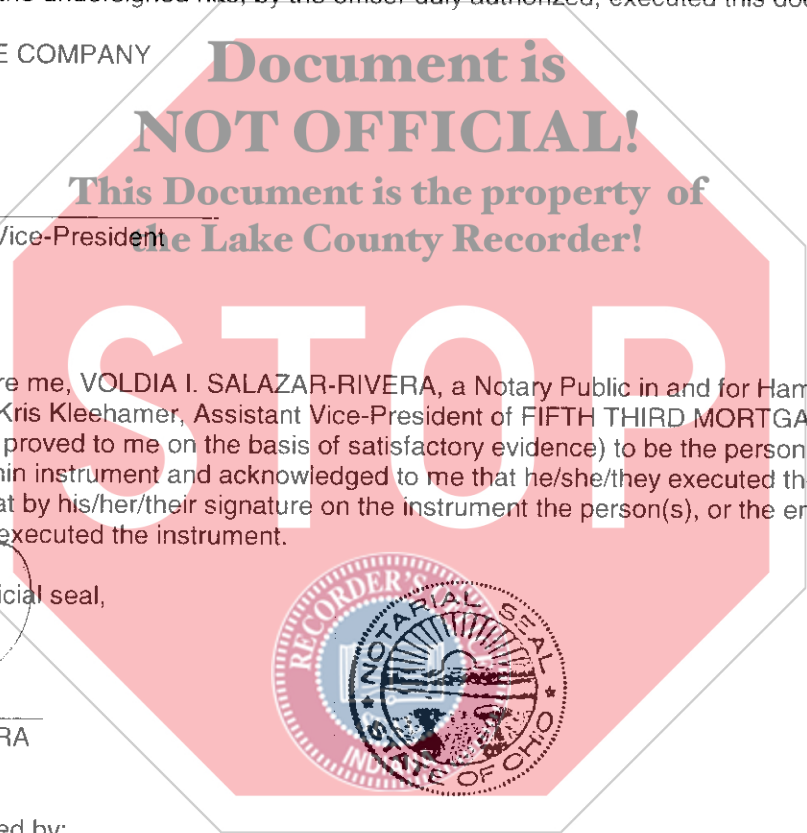 the undersigned has, by the officer duly authorized, executed this doc
E COMPANY
Document is
NOT OFFICIAL!
This Document is the property of
the Lake County Recorder!
Vice-President
STOP
re me, VOLDIA I. SALAZAR-RIVERA, a Notary Public in and for Ham
Kris Kleehamer, Assistant Vice-President of FIFTH THIRD MORTGA
proved to me on the basis of satisfactory evidence) to be the person
hin instrument and acknowledged to me that he/she/they executed th
at by his/her/their signature on the instrument the person(s), or the en
executed the instrument.
icial seal,
RECORDER'S
INDIANA
NOTARIAL SEAL
STATE OF OHIO
RA
ed by: